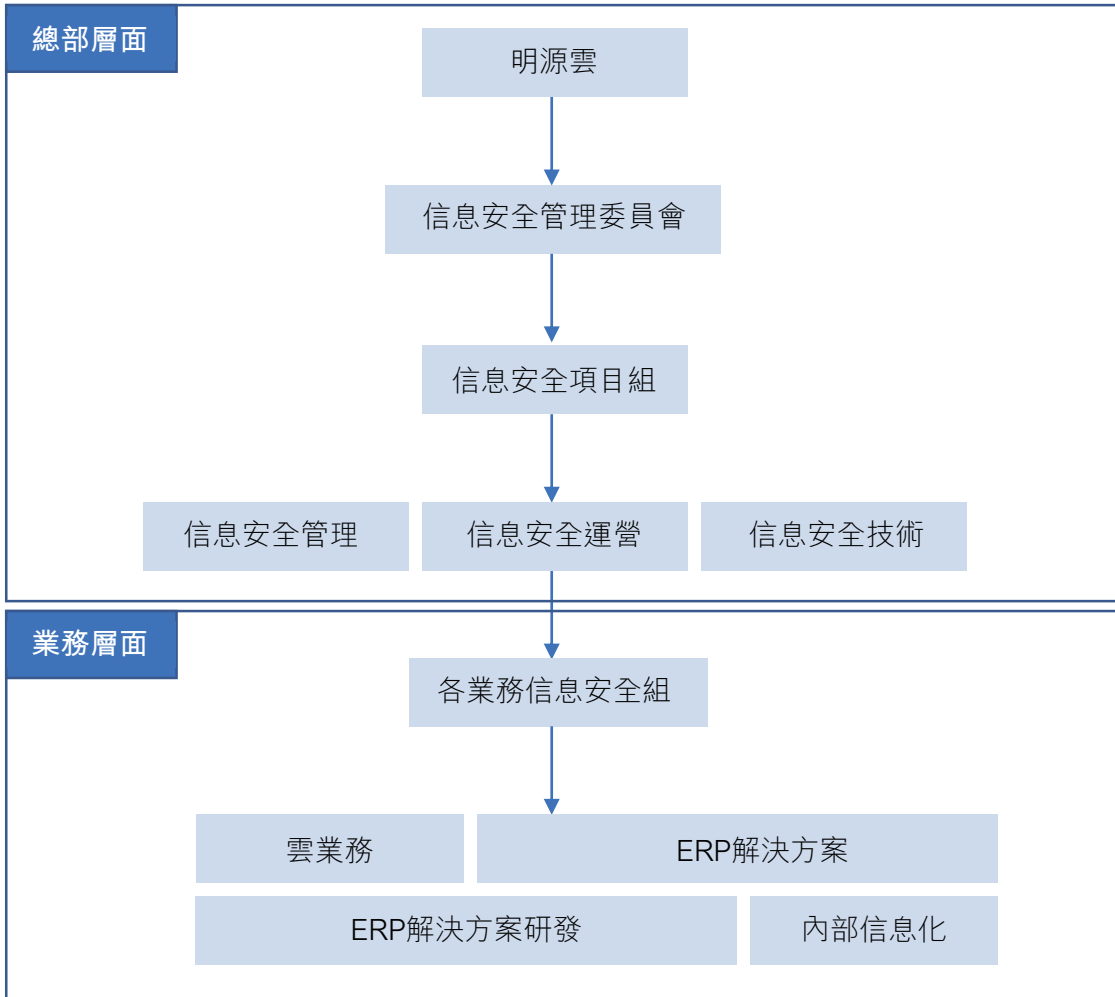 總部層面
明源雲
信息安全管理委員會
信息安全項目組
信息安全管理
信息安全運營
信息安全技術
業務層面
各業務信息安全組
雲業務
ERP解決方案
ERP解決方案研發
內部信息化